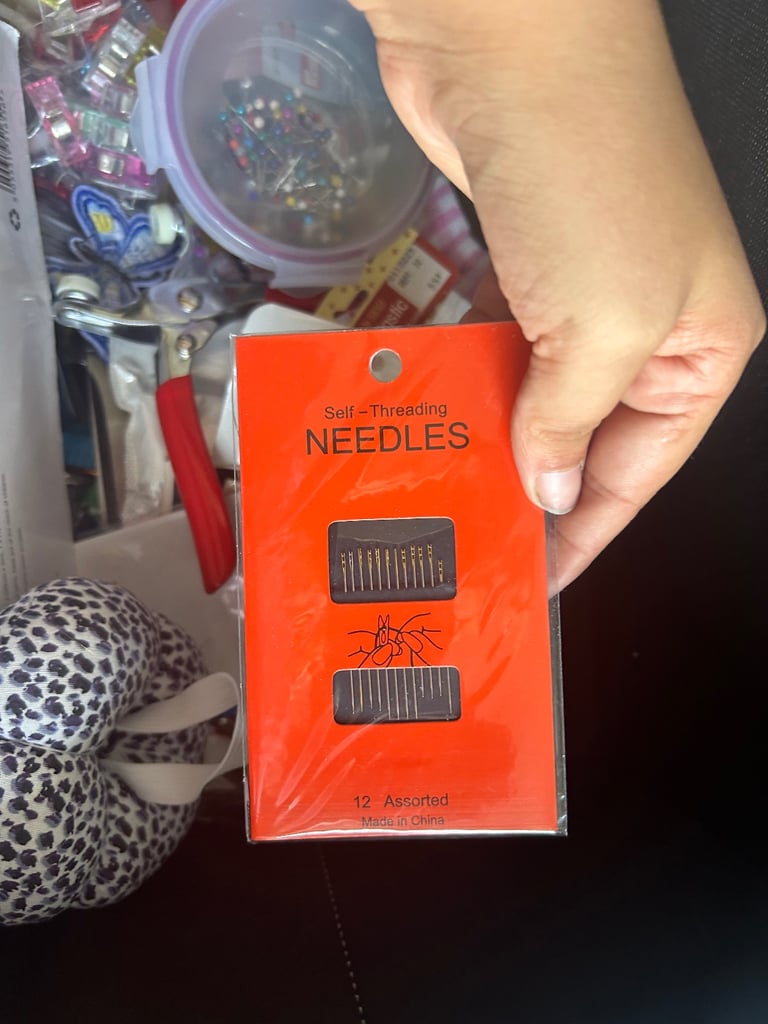 Self-Threading
NEEDLES
12 Assorted
Made in China